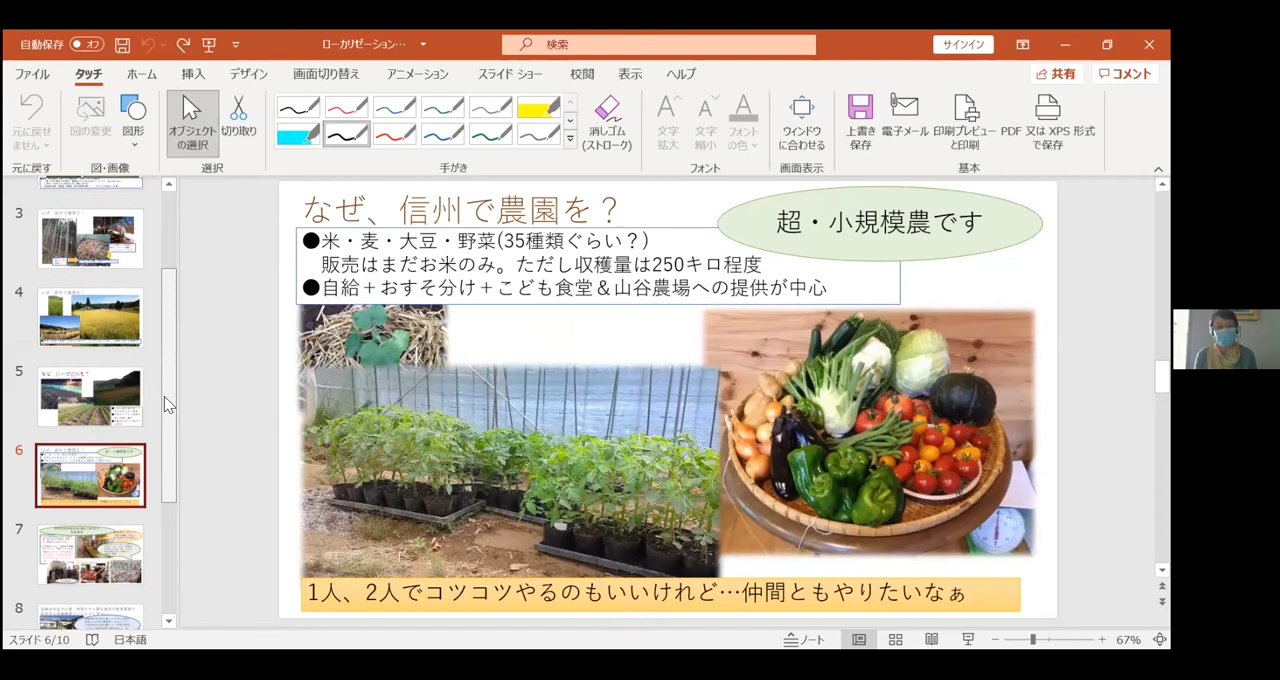 自動保存 オフ
ローカリゼーション…
検索
サインイン
ファイル タッチ ホーム 挿入 デザイン 画面切り替え アニメーション スライド ショー 校閲 表示 ヘルプ
共有 コメント
元に戻せません
図の変更
図形
オブジェクトの選択
切り取り
消しゴム
(ストローク)
文字拡大
文字縮小
フォントの色
ウィンドウに合わせる
上書き保存
電子メール
印刷プレビューと印刷
PDF 又は XPS 形式で保存
元に戻す 図・画像 選択 手がき フォント 画面表示 基本
3
4
5
6
7
8
なぜ、信州で農園を？
超・小規模農です
●米・麦・大豆・野菜(35種類ぐらい？)
販売はまだお米のみ。ただし収穫量は250キロ程度
●自給＋おすそ分け＋こども食堂＆山谷農場への提供が中心
1人、2人でコツコツやるのもいいけれど…仲間ともやりたいなぁ
スライド 6/10 日本語
ノート
67%